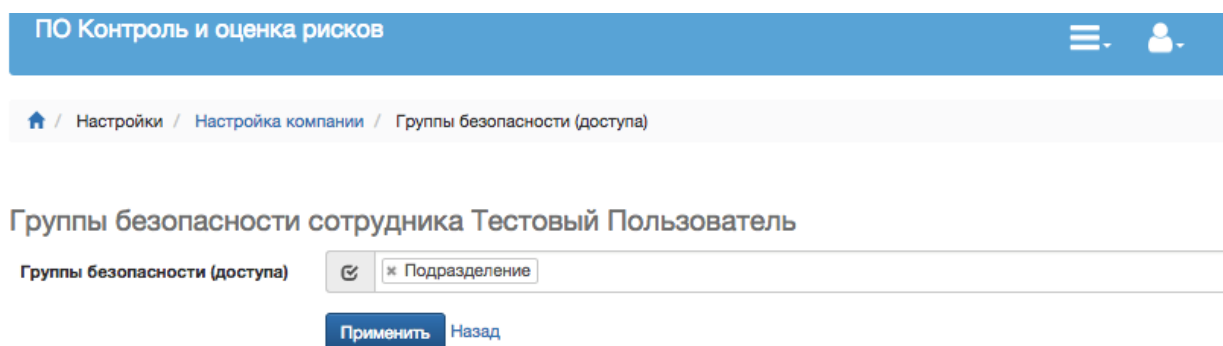 ПО Контроль и оценка рисков
/ Настройки / Настройка компании / Группы безопасности (доступа)
Группы безопасности сотрудника Тестовый Пользователь
Группы безопасности (доступа) × Подразделение
Применить Назад